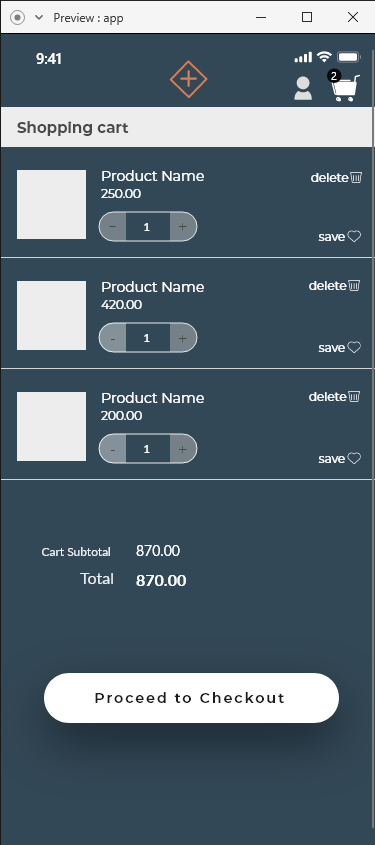 Preview : app
9:41
2
Shopping cart
Product Name
delete
250.00
− 1 +
save
Product Name
delete
420.00
- 1 +
save
Product Name
delete
200.00
- 1 +
save
Cart Subtotal 870.00
Total 870.00
Proceed to Checkout